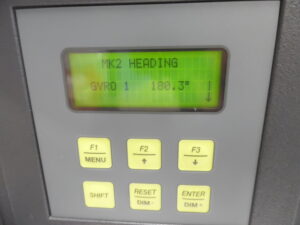 MK2 HEADING
GYRO 1 180.3° ↓
F1
MENU
F2
↑
F3
↓
SHIFT
RESET
DIM -
ENTER
DIM +